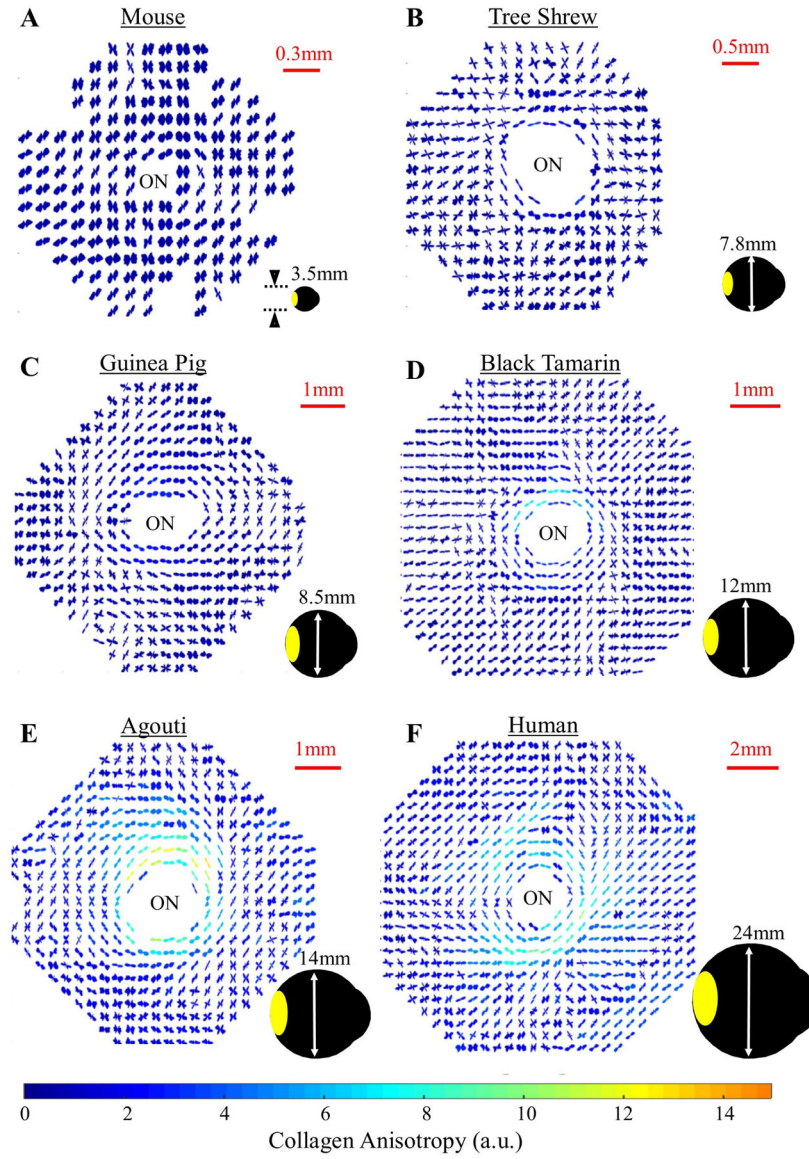 A Mouse
0.3mm
ON
3.5mm
B Tree Shrew
0.5mm
ON
7.8mm
C Guinea Pig
1mm
ON
8.5mm
D Black Tamarin
1mm
ON
12mm
E Agouti
1mm
ON
14mm
F Human
2mm
ON
24mm
0 2 4 6 8 10 12 14
Collagen Anisotropy (a.u.)